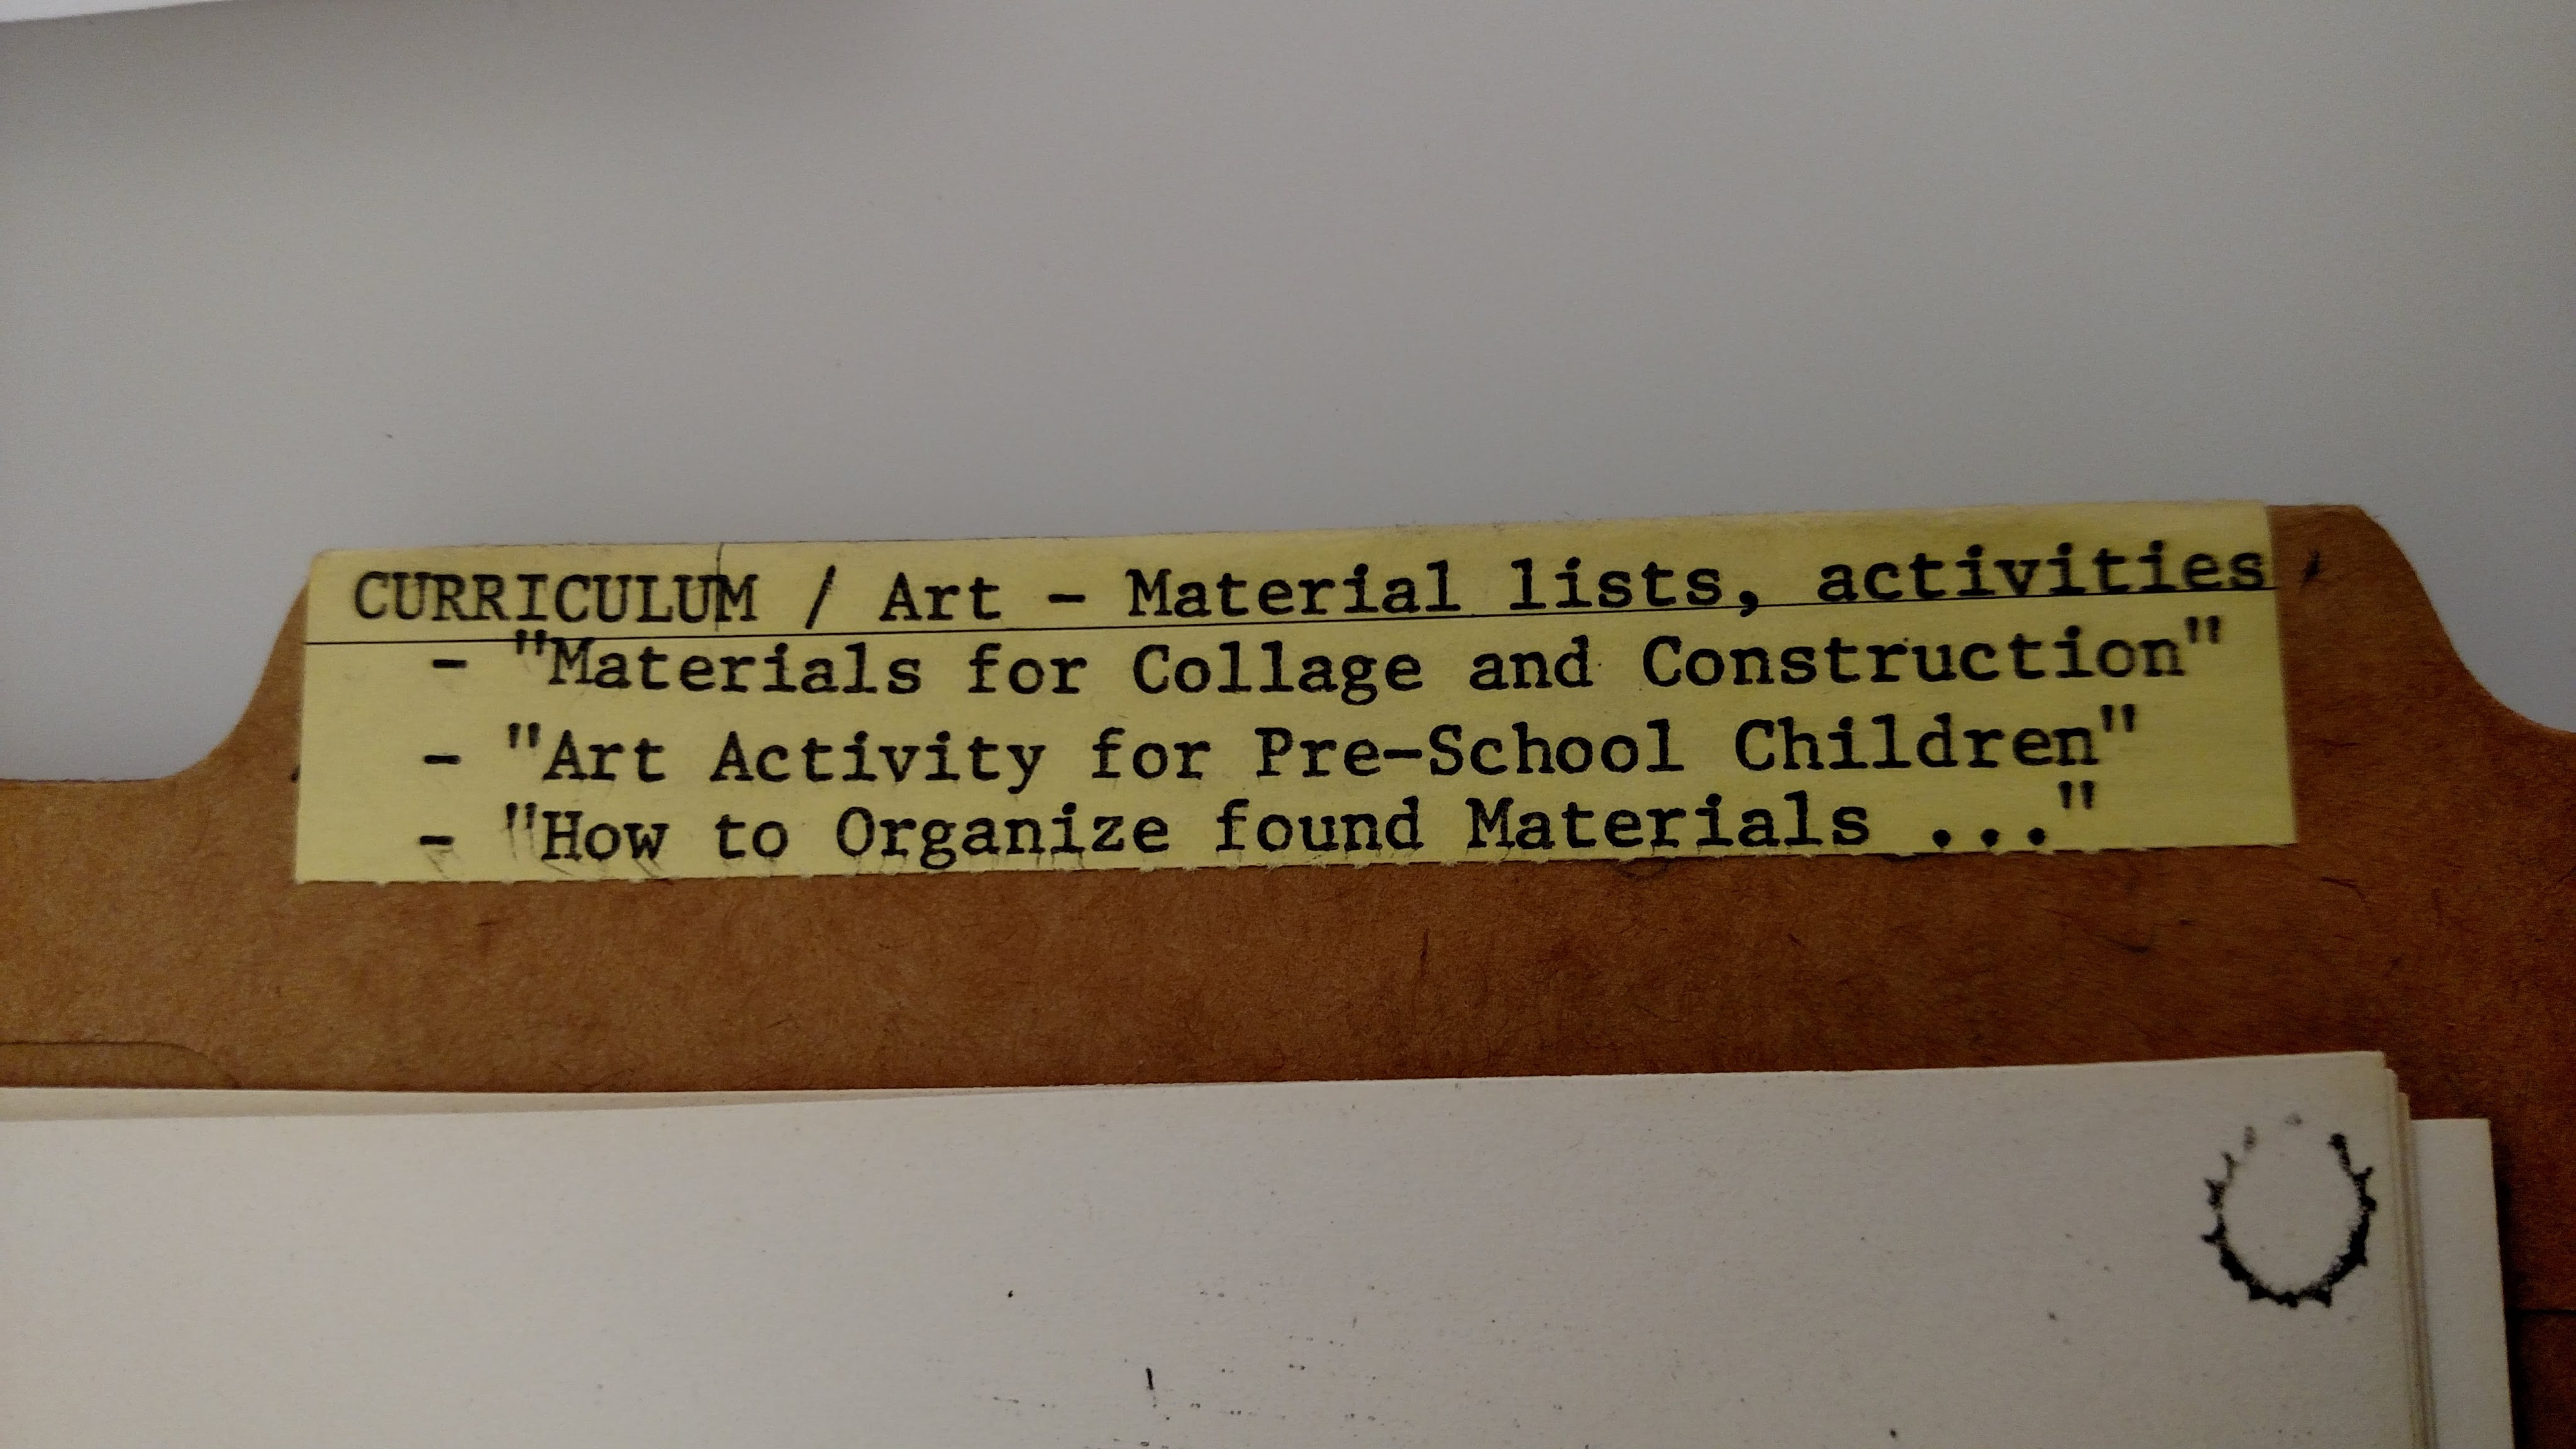 CURRICULUM / Art - Material lists, activities
- "Materials for Collage and Construction"
- "Art Activity for Pre-School Children"
- "How to Organize found Materials ..."